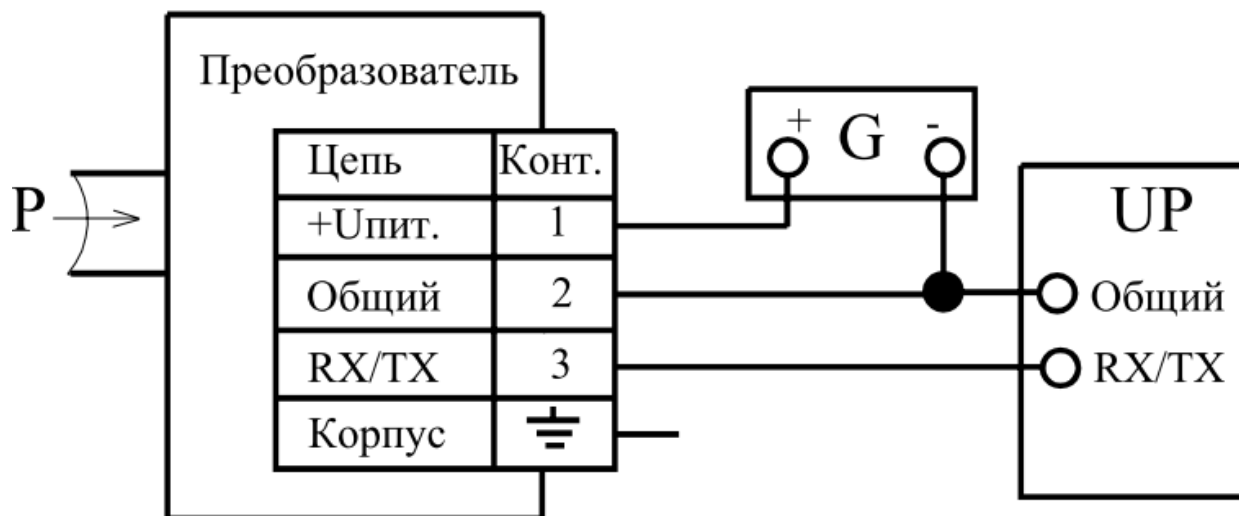 Преобразователь
Цепь Конт.
+Uпит. 1
Общий 2
RX/TX 3
Корпус
P
+ G -
UP
Общий
RX/TX